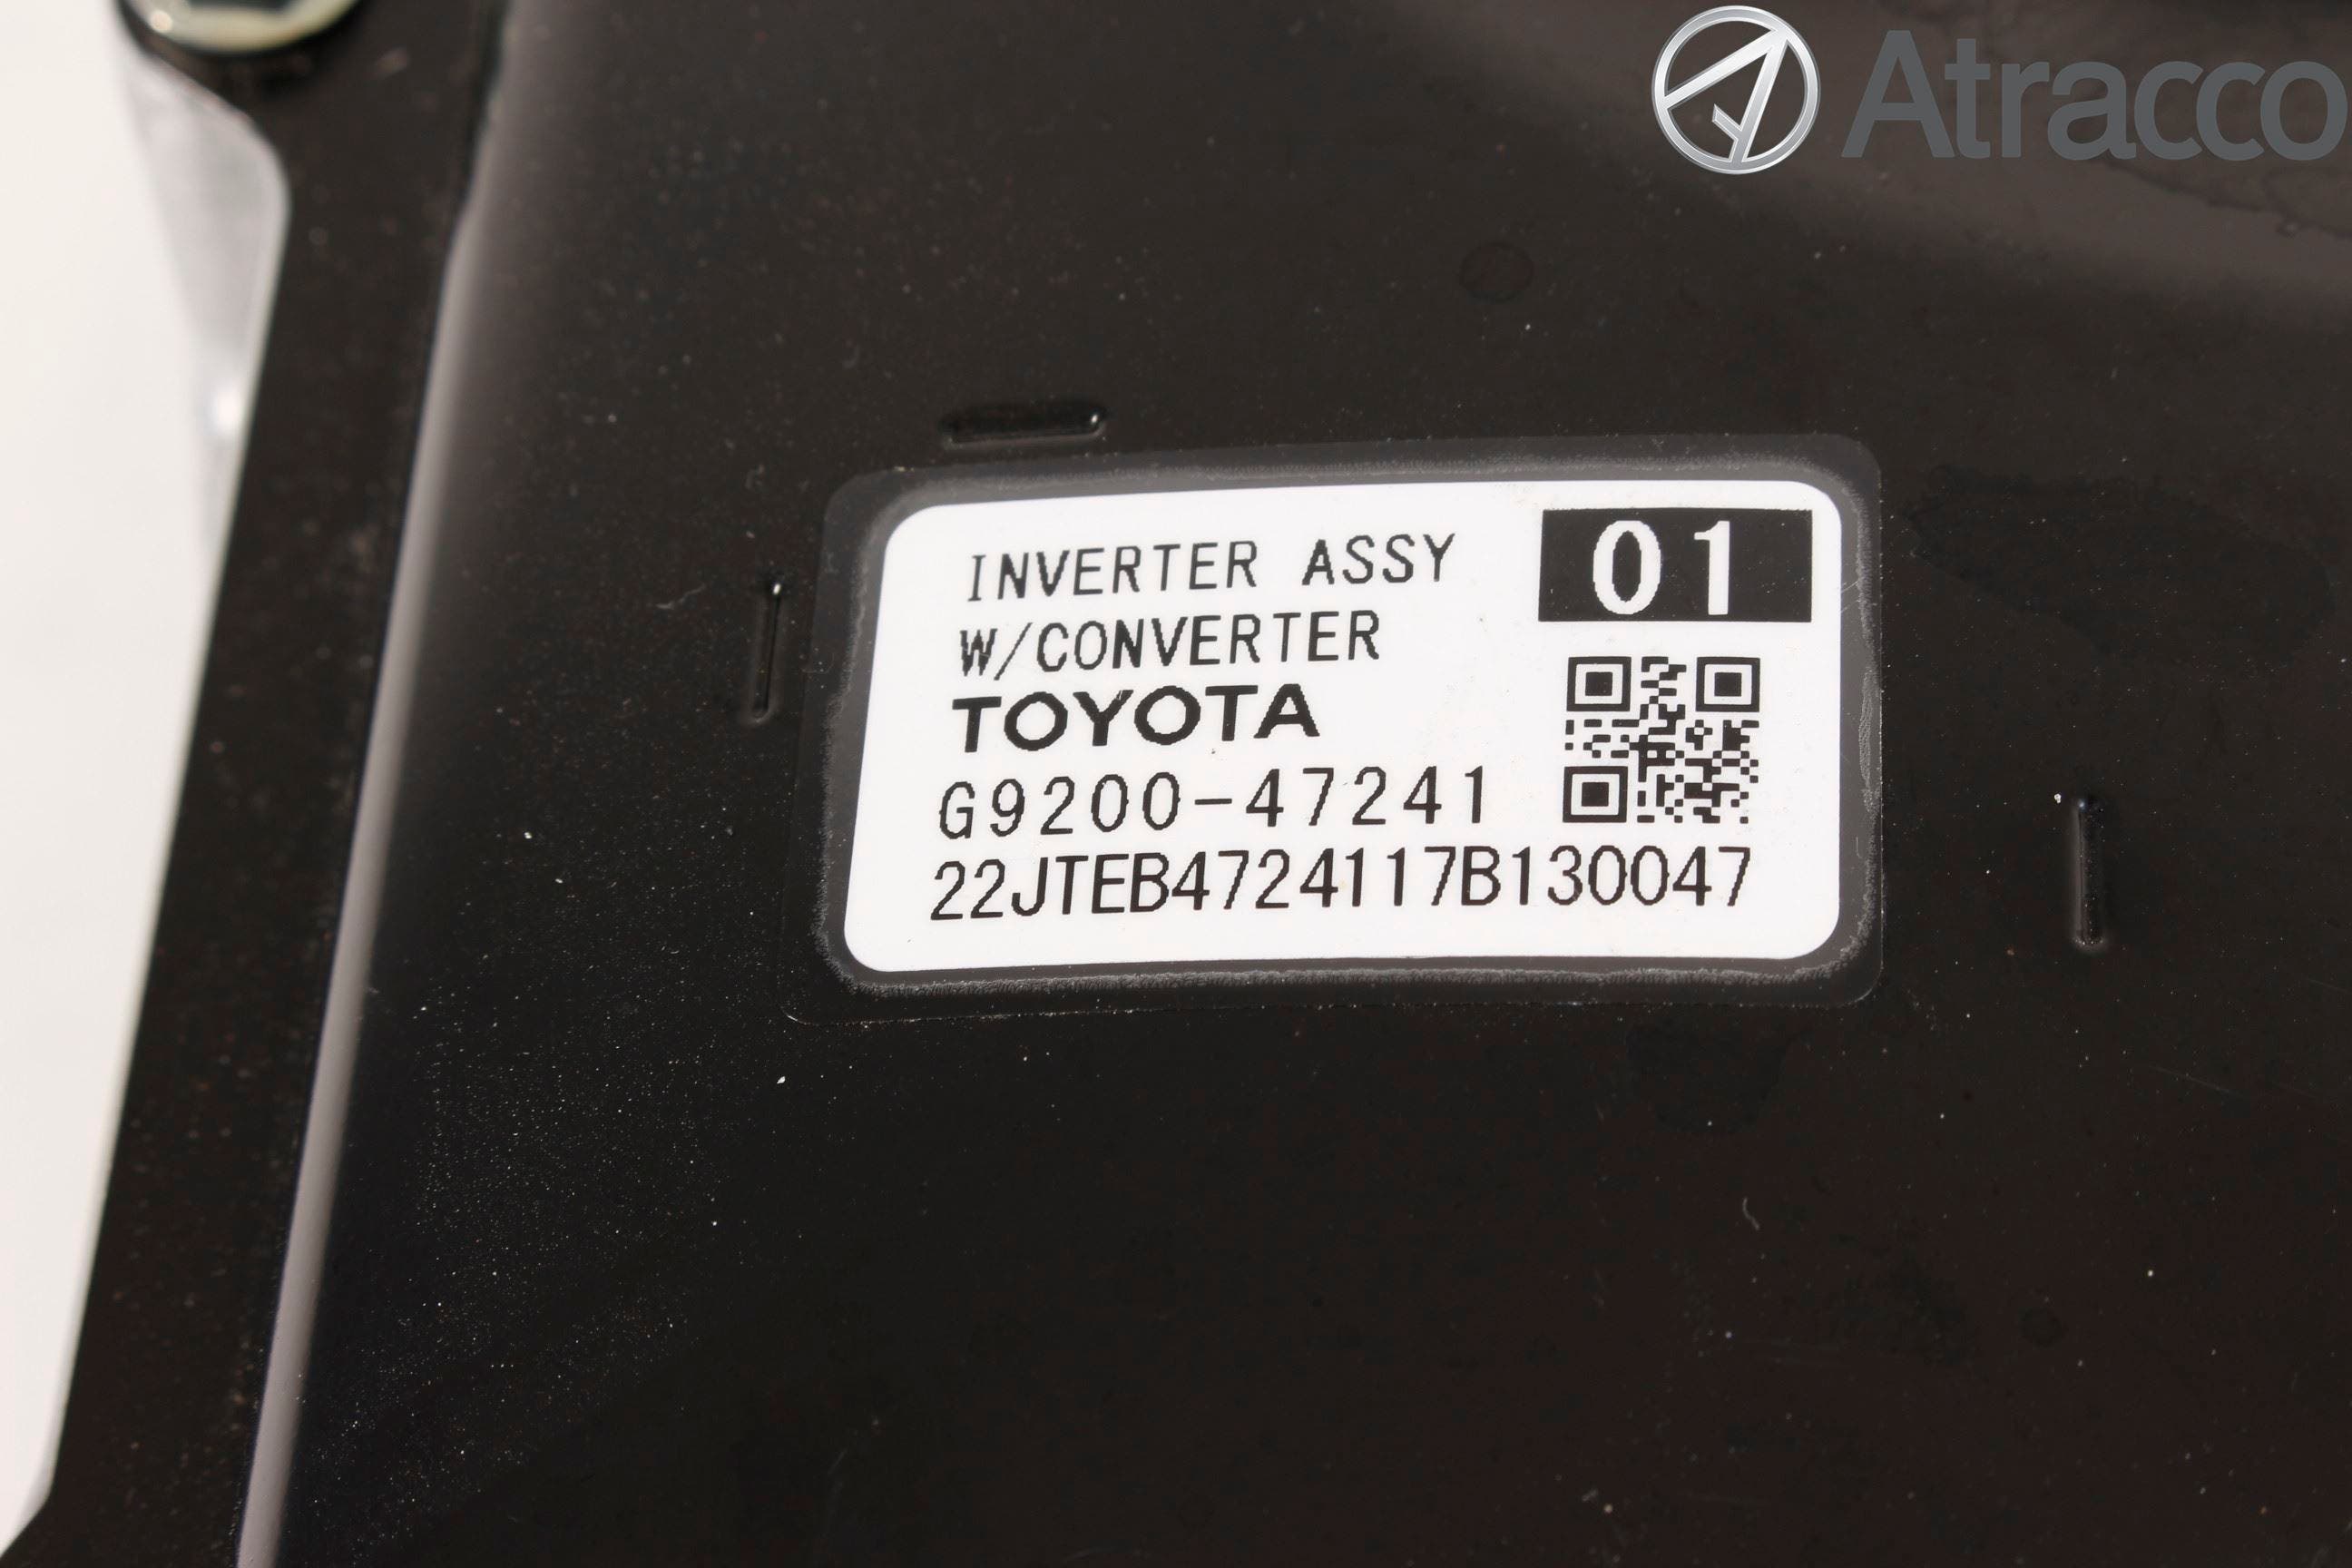 Atracco
INVERTER ASSY
01
W/CONVERTER
TOYOTA
G9200-47241
22JTEB4724117B130047